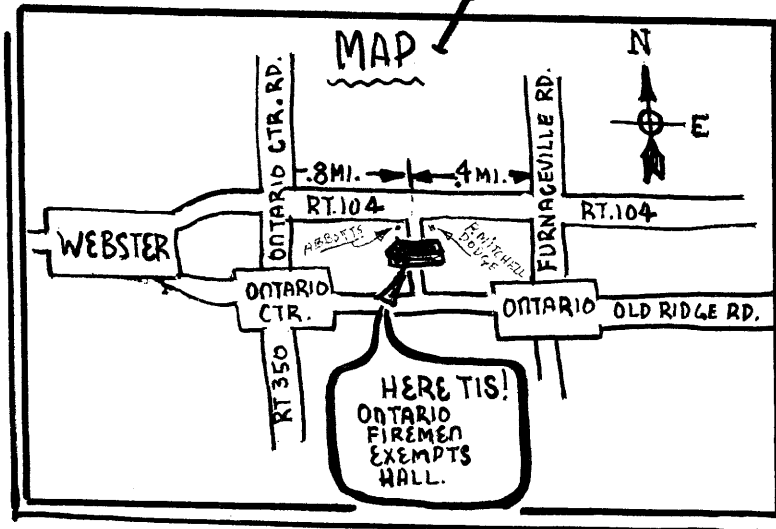 MAP
N
E
ONTARIO CTR. RD.
FURNACEVILLE RD.
.8MI.
.4MI.
RT.104
RT.104
WEBSTER
ABBOTTS
MITCHELL
DODGE
ONTARIO
CTR.
ONTARIO
OLD RIDGE RD.
RT 350
HERE TIS!
ONTARIO
FIREMEN
EXEMPTS
HALL.